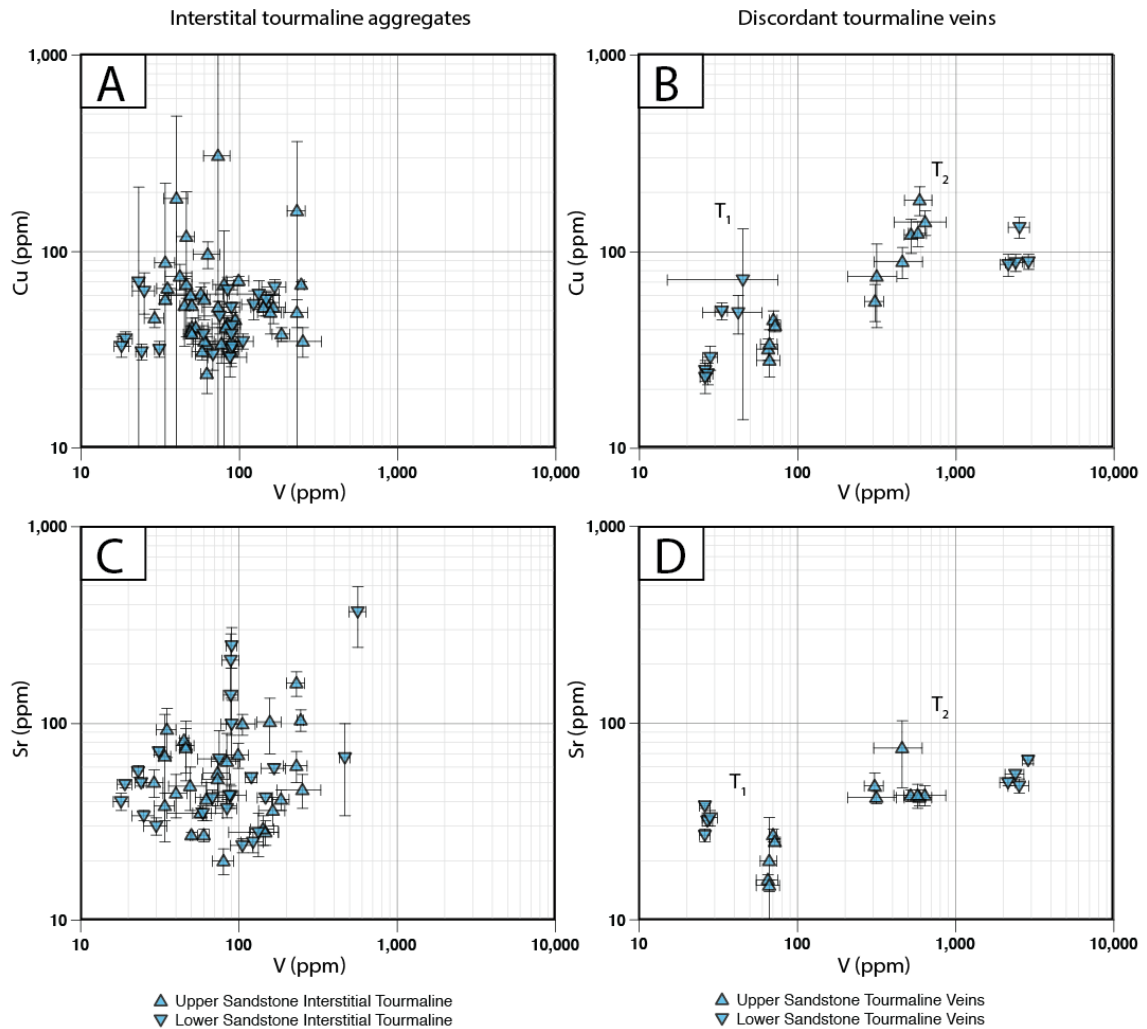 Interstital tourmaline aggregates
Discordant tourmaline veins
A
1,000
100
10
Cu (ppm)
10 100 1,000 10,000
V (ppm)
B
T1
T2
1,000
100
10
Cu (ppm)
10 100 1,000 10,000
V (ppm)
C
1,000
100
10
Sr (ppm)
10 100 1,000 10,000
V (ppm)
D
T1
T2
1,000
100
10
Sr (ppm)
10 100 1,000 10,000
V (ppm)
Upper Sandstone Interstitial Tourmaline
Lower Sandstone Interstitial Tourmaline
Upper Sandstone Tourmaline Veins
Lower Sandstone Tourmaline Veins